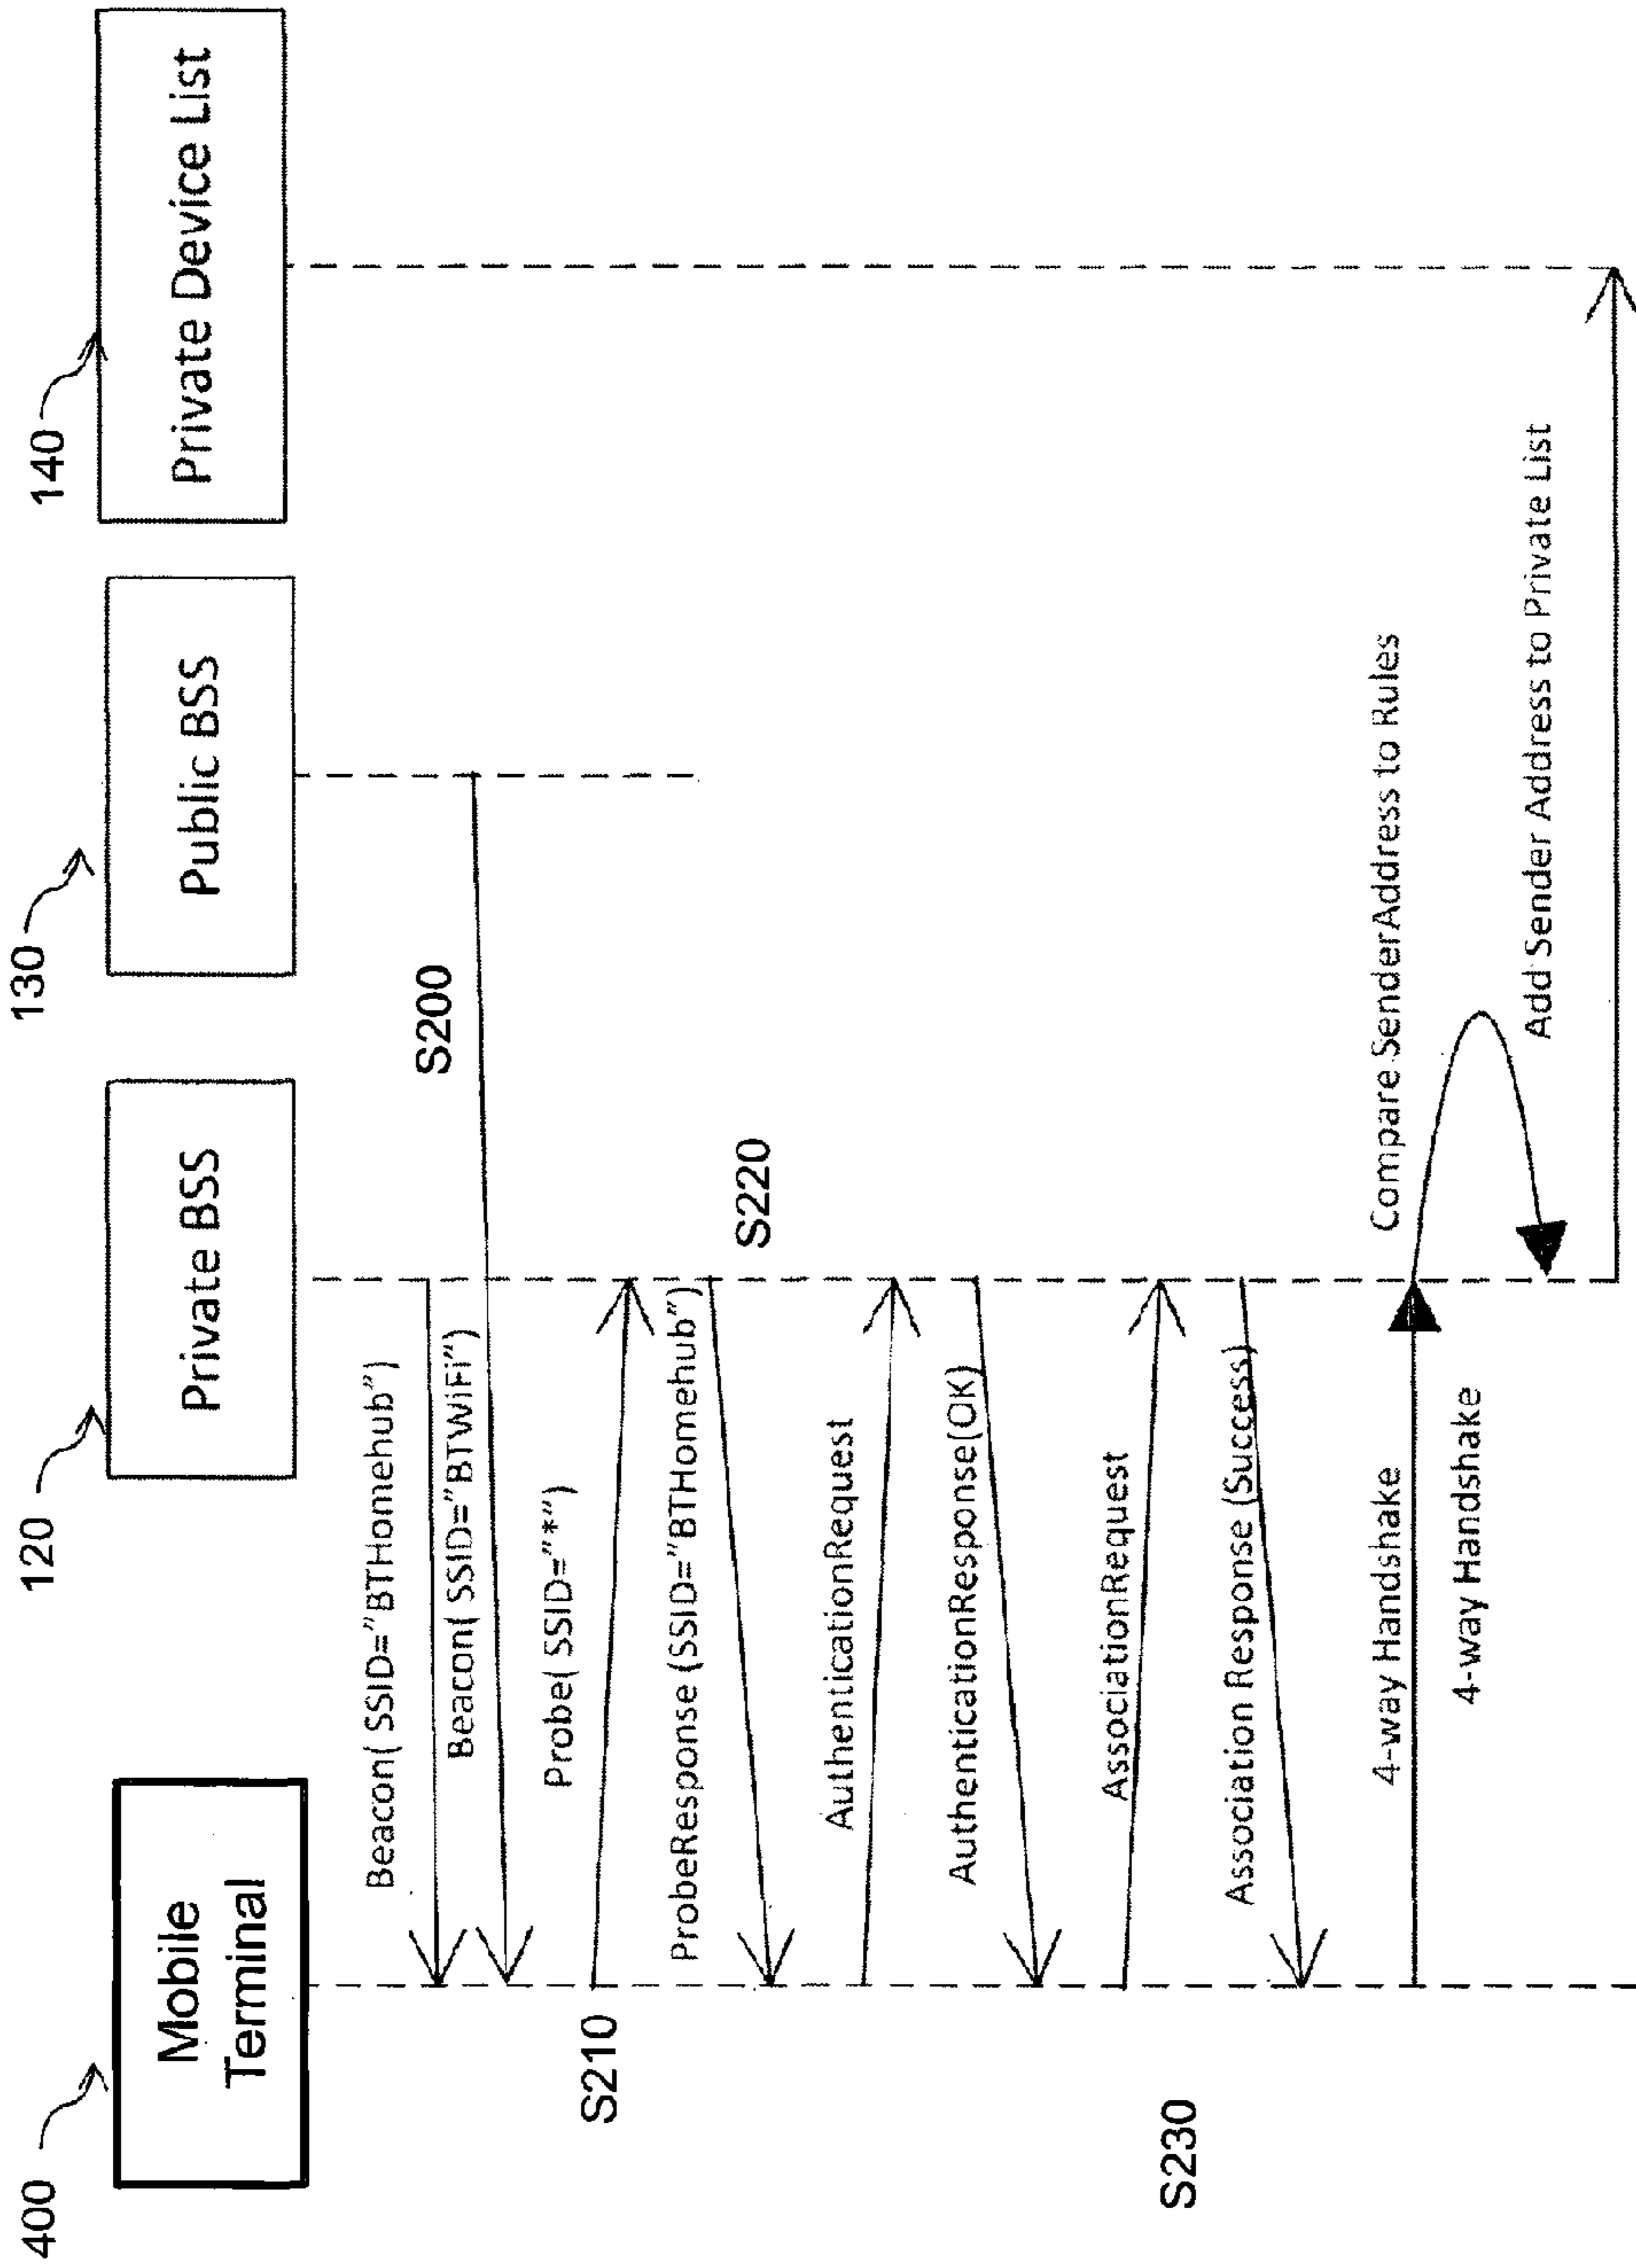 400
Mobile
Terminal
120
Private BSS
130
Public BSS
140
Private Device List
Beacon( SSID="BTHomehub")
S200
Beacon( SSID="BTWiFi")
S210
Probe( SSID="*")
S220
ProbeResponse (SSID="BTHomehub")
AuthenticationRequest
AuthenticationResponse(OK)
S230
AssociationRequest
Association Response (Success)
4-way Handshake
4-way Handshake
Compare SenderAddress to Rules
Add Sender Address to Private List